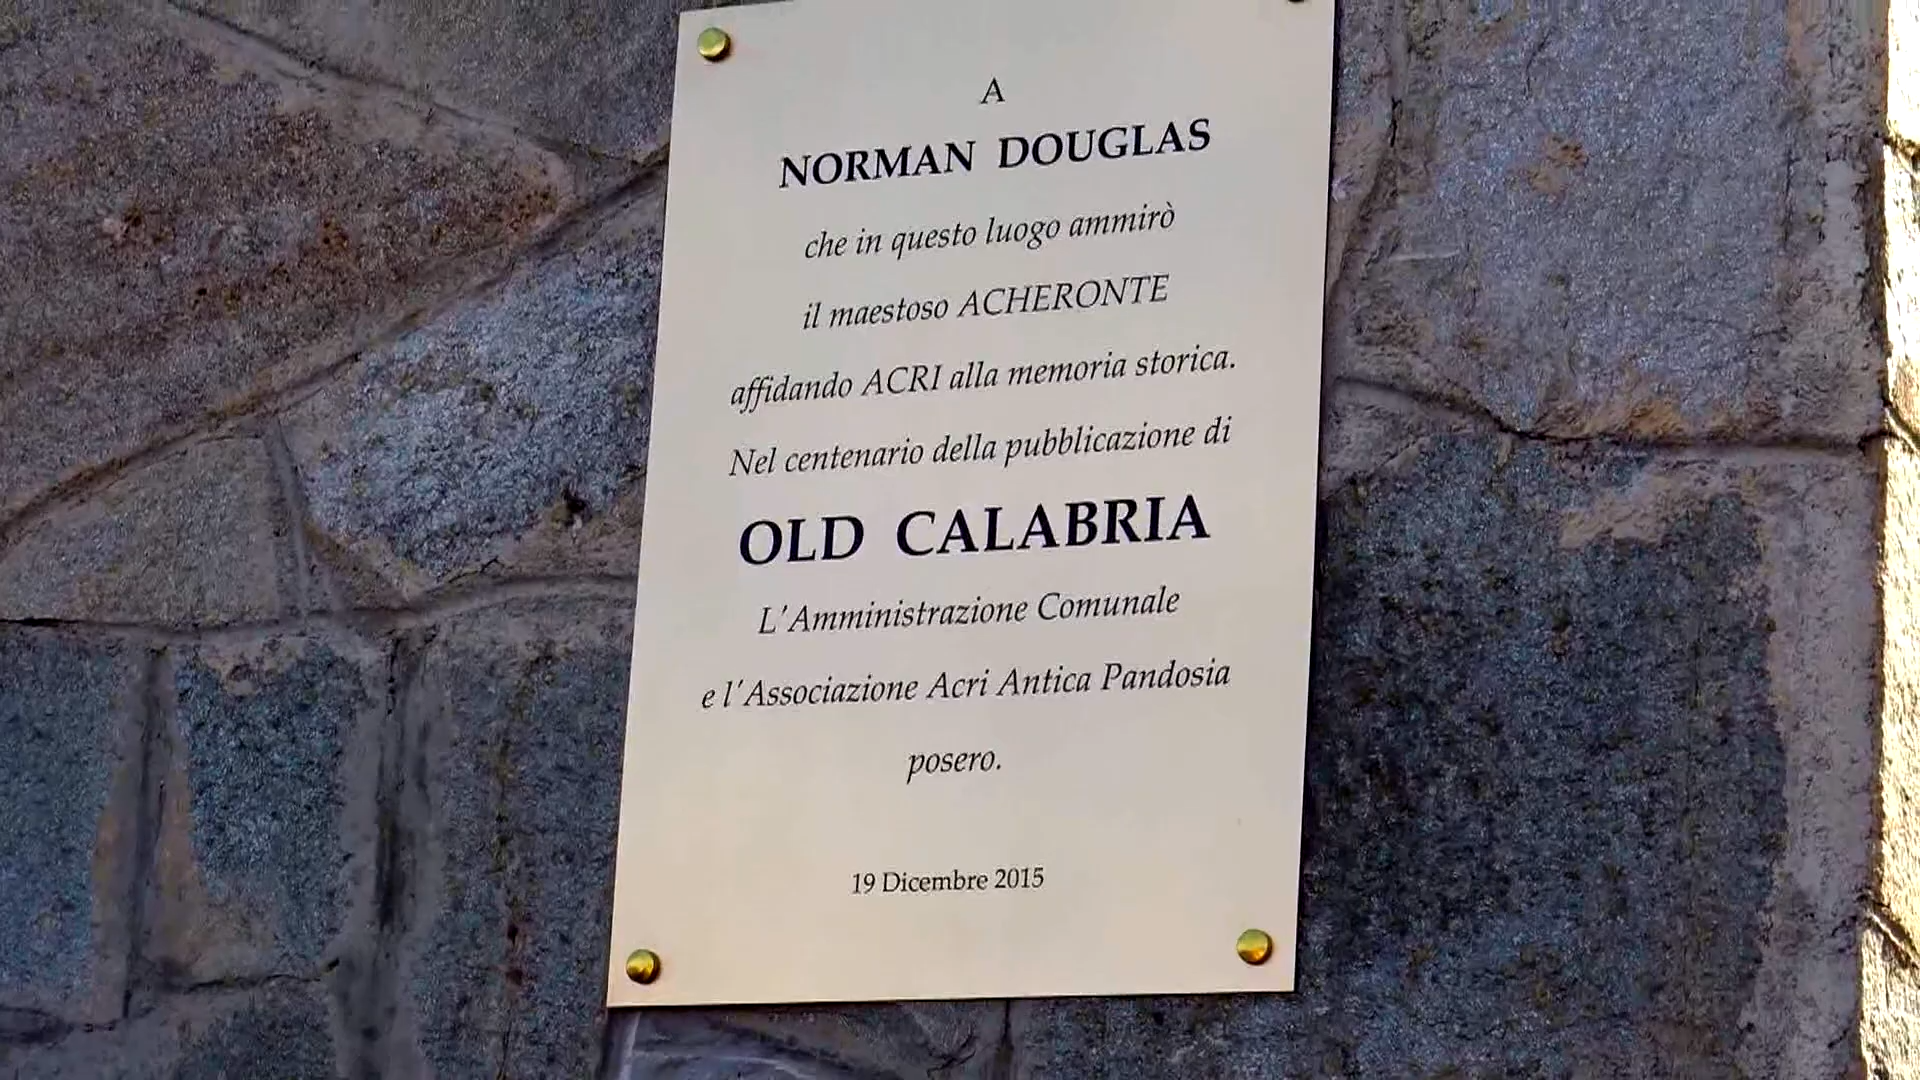 A
NORMAN DOUGLAS
che in questo luogo ammirò
il maestoso ACHERONTE
affidando ACRI alla memoria storica.
Nel centenario della pubblicazione di
OLD CALABRIA
L'Amministrazione Comunale
e l'Associazione Acri Antica Pandosia
posero.
19 Dicembre 2015